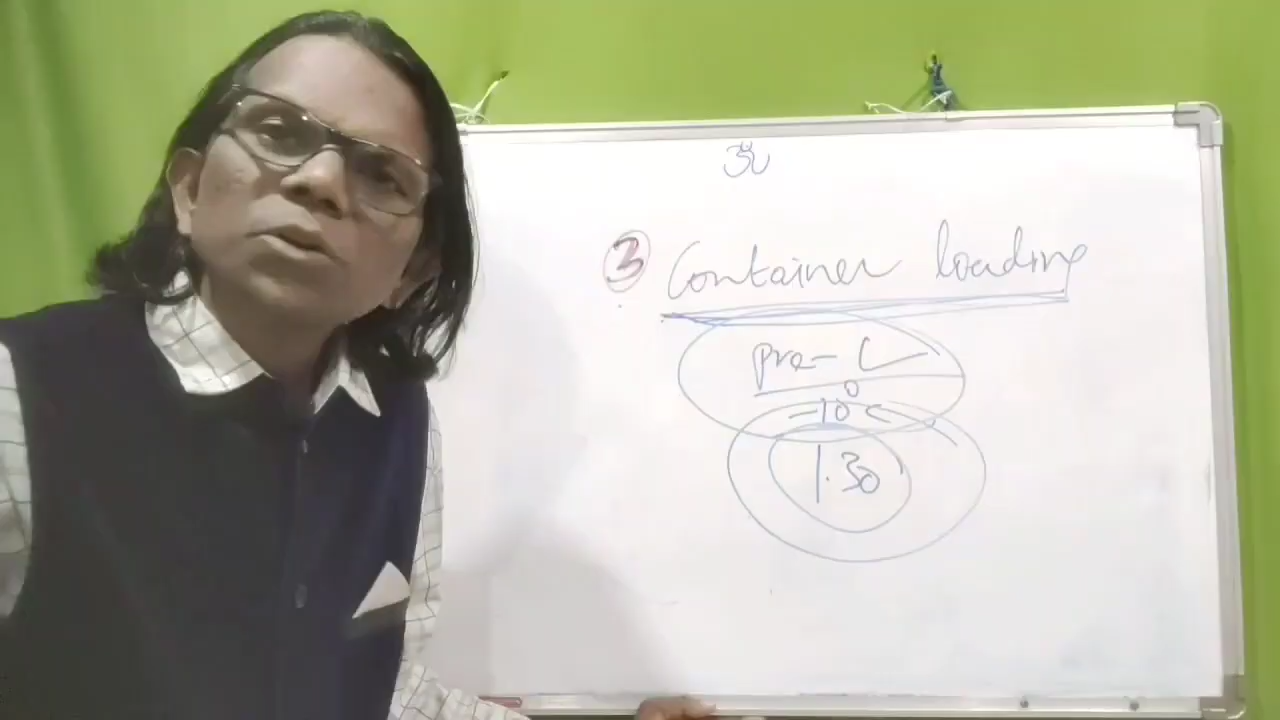 ॐ
3 Container loading
pre- C
-10°C
1.30